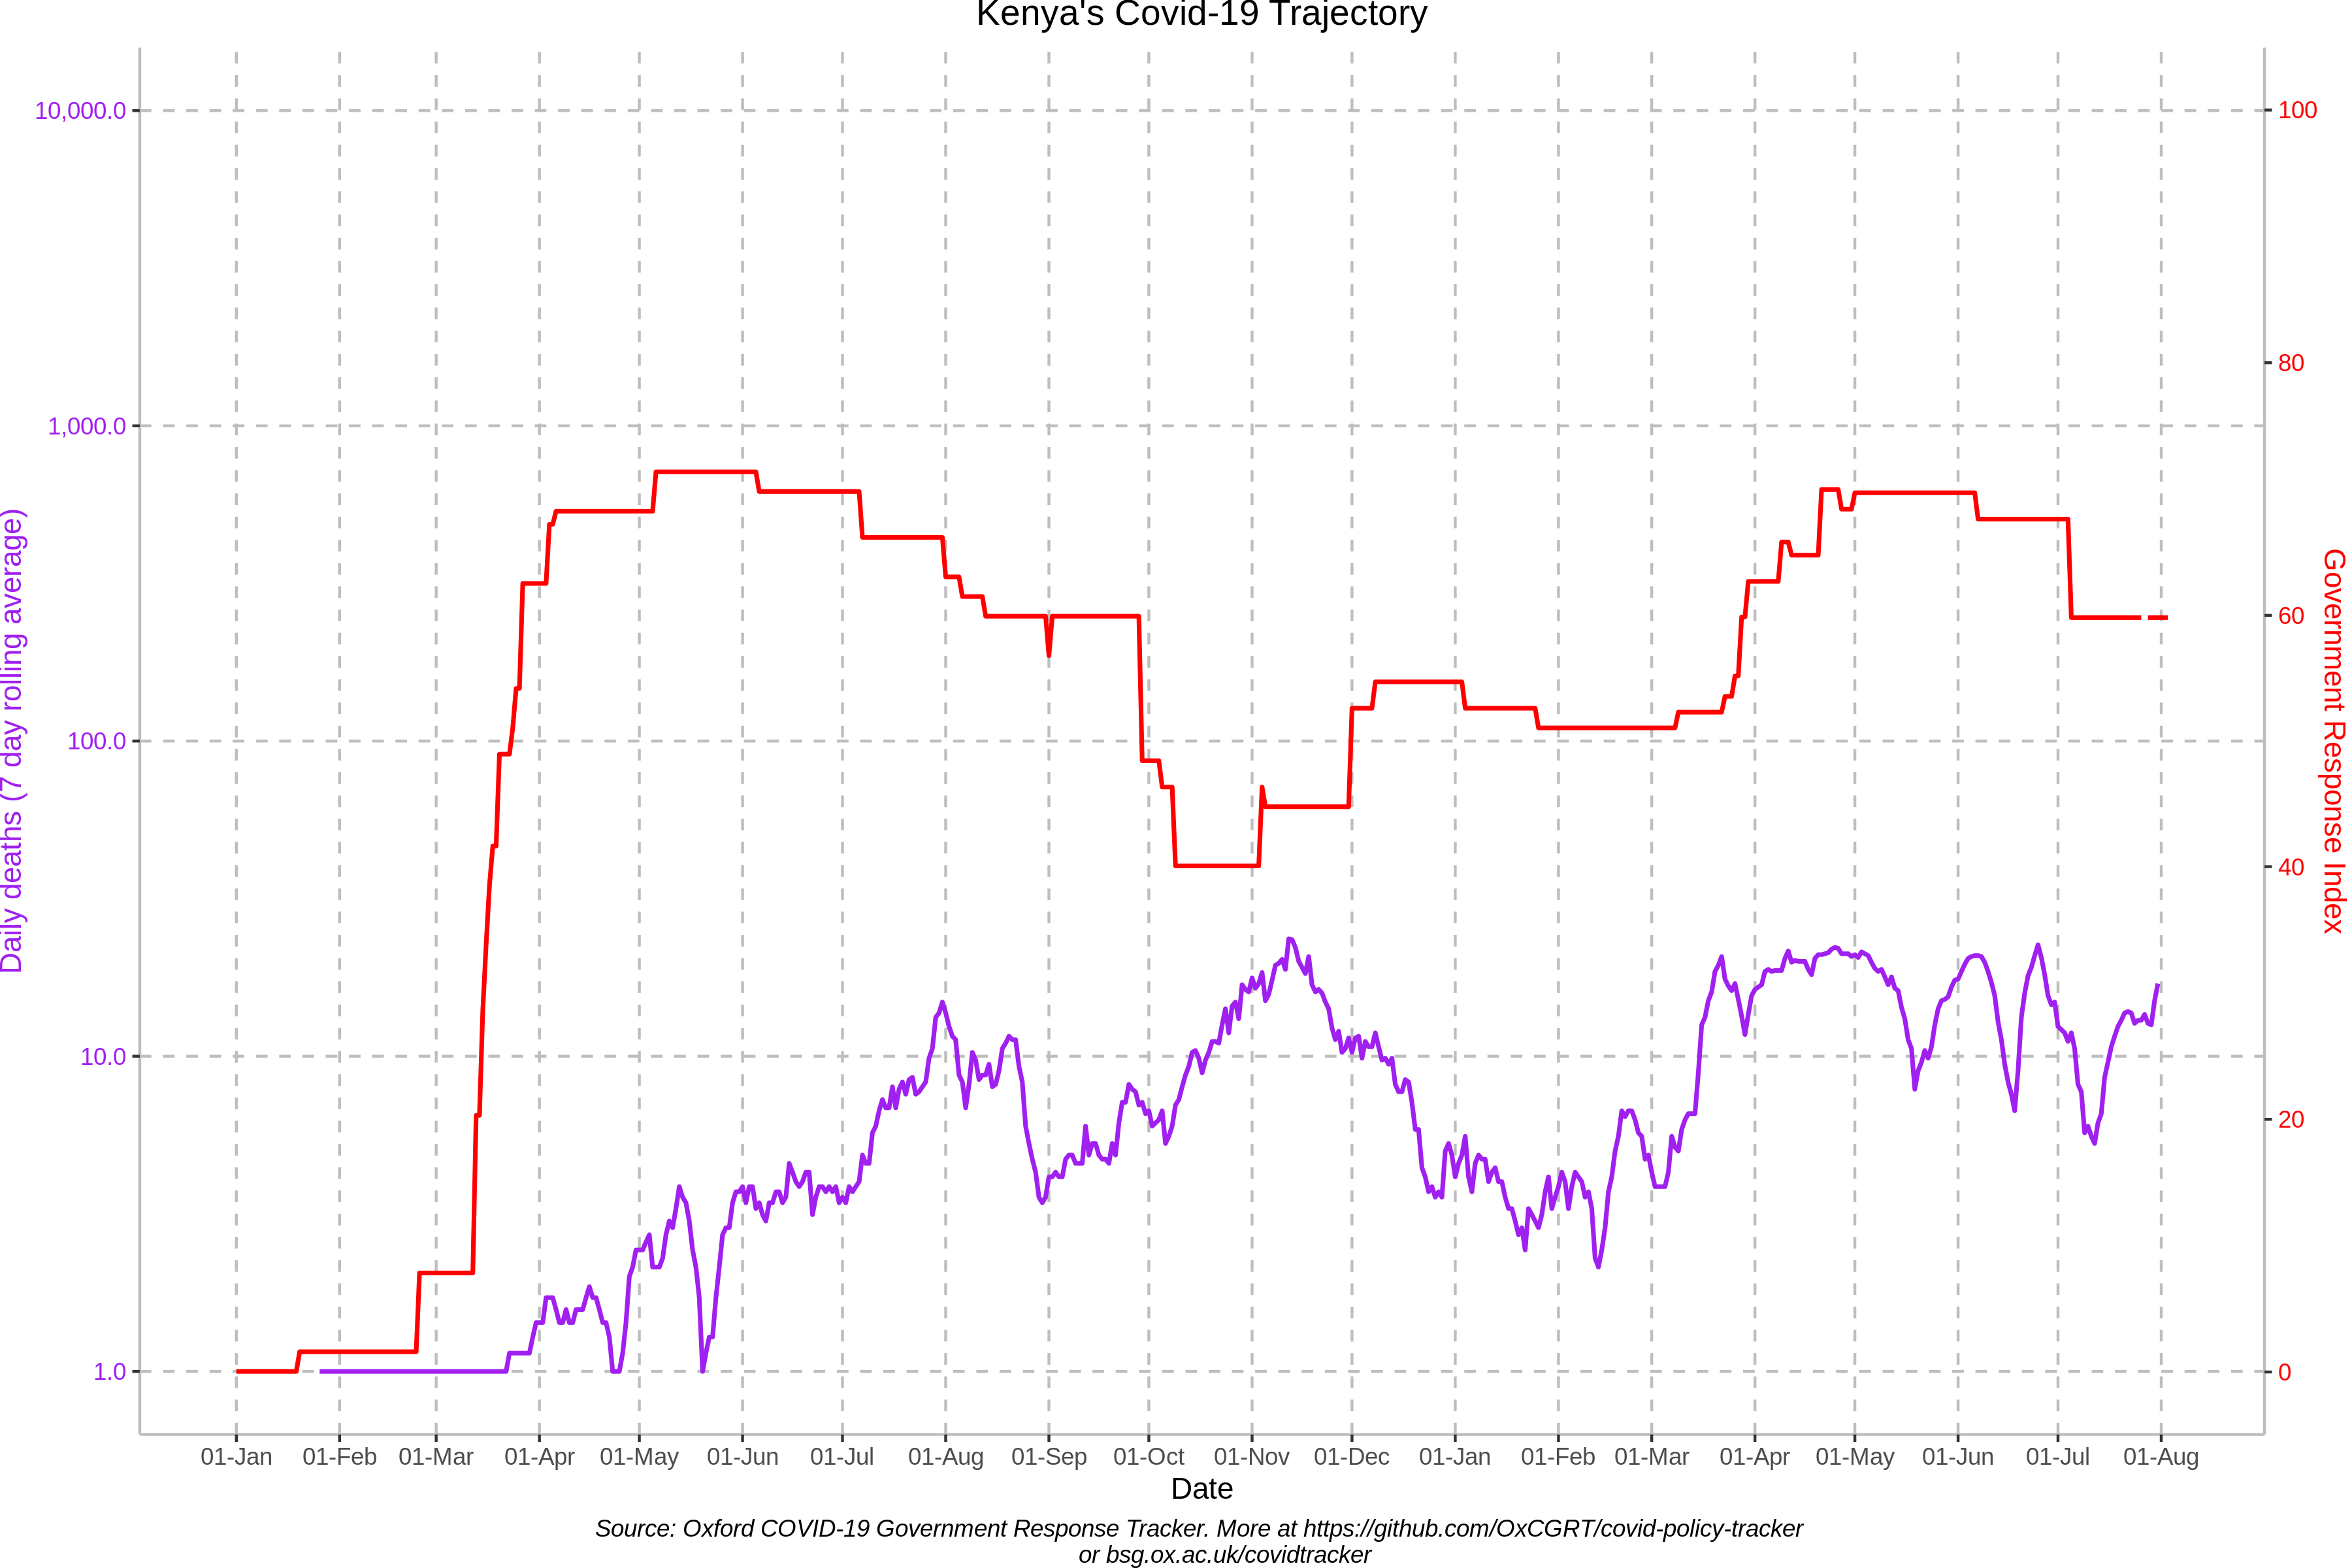 Kenya's Covid-19 Trajectory
10,000.0
1,000.0
100.0
10.0
1.0
Daily deaths (7 day rolling average)
100
80
60
40
20
0
Government Response Index
01-Jan 01-Feb 01-Mar 01-Apr 01-May 01-Jun 01-Jul 01-Aug 01-Sep 01-Oct 01-Nov 01-Dec 01-Jan 01-Feb 01-Mar 01-Apr 01-May 01-Jun 01-Jul 01-Aug
Date
Source: Oxford COVID-19 Government Response Tracker. More at https://github.com/OxCGRT/covid-policy-tracker
or bsg.ox.ac.uk/covidtracker